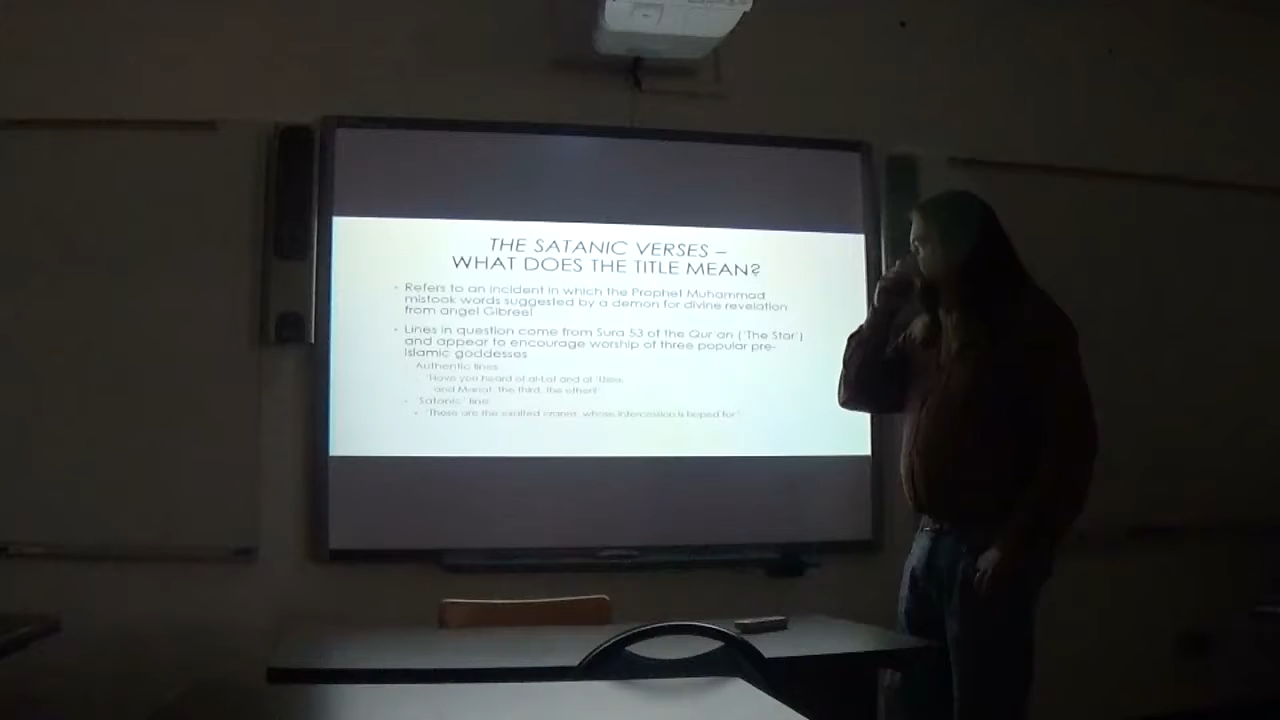 THE SATANIC VERSES –
WHAT DOES THE TITLE MEAN?
• Refers to an incident in which the Prophet Muhammad
mistook words suggested by a demon for divine revelation
from angel Gibreel
• Lines in question come from Sura 53 of the Qur'an ('The Star')
and appear to encourage worship of three popular pre-
Islamic goddesses
Authentic lines
'Have you heard of al-Lat and al-'Uzza,
and Manat, the third, the other?
• 'Satanic' line
• 'These are the exalted cranes, whose intercession is hoped for'